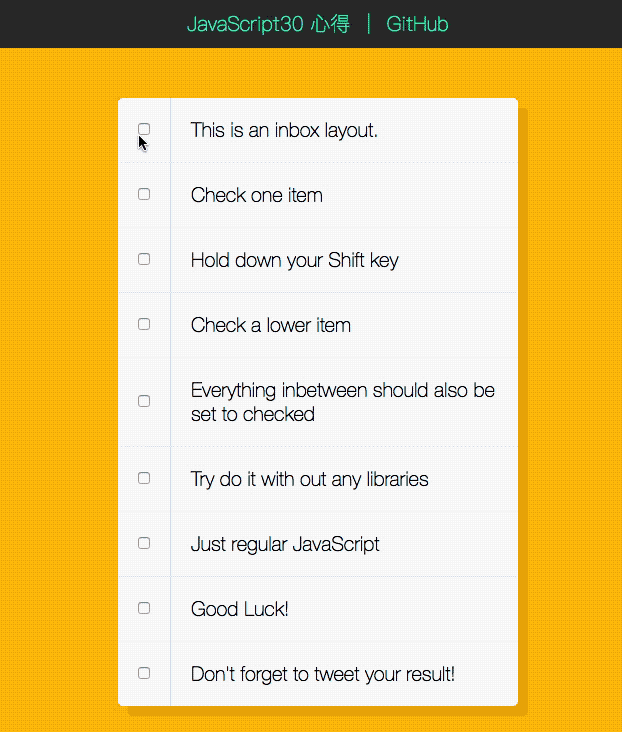 JavaScript30 心得 | GitHub
This is an inbox layout.
Check one item
Hold down your Shift key
Check a lower item
Everything inbetween should also be
set to checked
Try do it with out any libraries
Just regular JavaScript
Good Luck!
Don't forget to tweet your result!